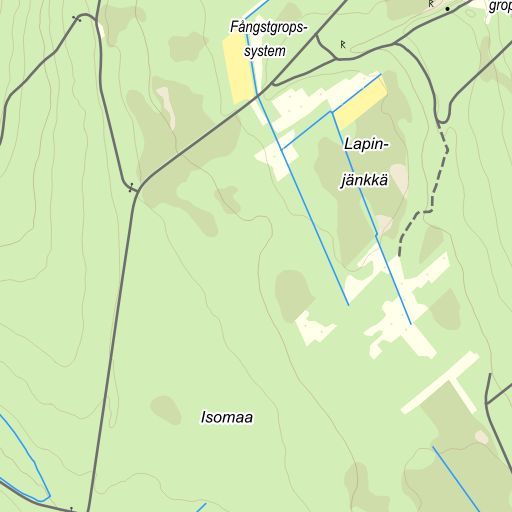 Fångstgrops-
system
R
R
grop
Lapin-
jänkkä
Isomaa